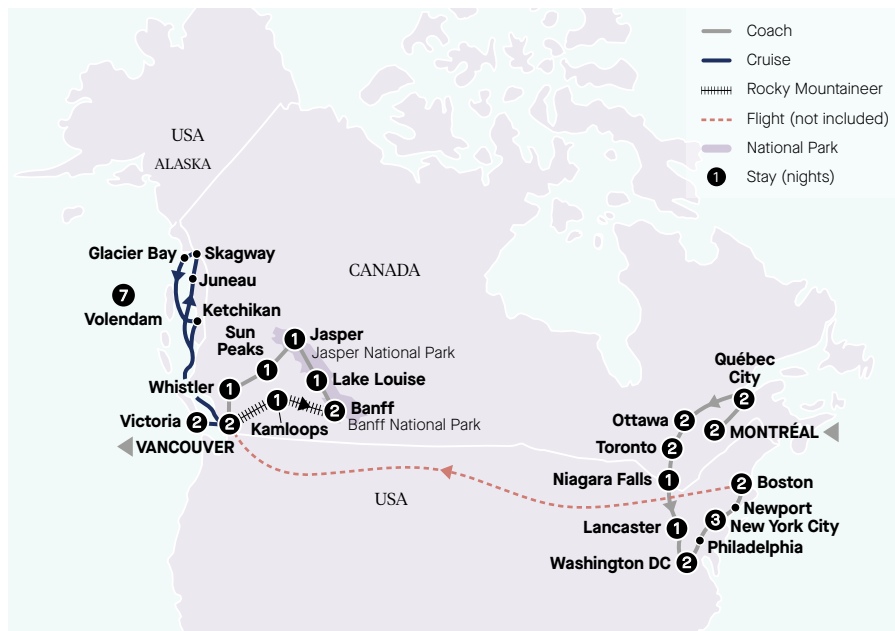 Coach
Cruise
Rocky Mountaineer
Flight (not included)
National Park
1 Stay (nights)
USA
ALASKA
CANADA
Glacier Bay
Skagway
Juneau
7
Volendam
Ketchikan
Sun
Peaks
1
1 Jasper
Jasper National Park
Whistler 1
1 Lake Louise
1
Kamloops
2 Banff
Banff National Park
Victoria 2
2
VANCOUVER
USA
Québec
City
2
Ottawa 2
2 MONTRÉAL
Toronto 2
Niagara Falls 1
2 Boston
Newport
3 New York City
Lancaster 1
Philadelphia
Washington DC 2